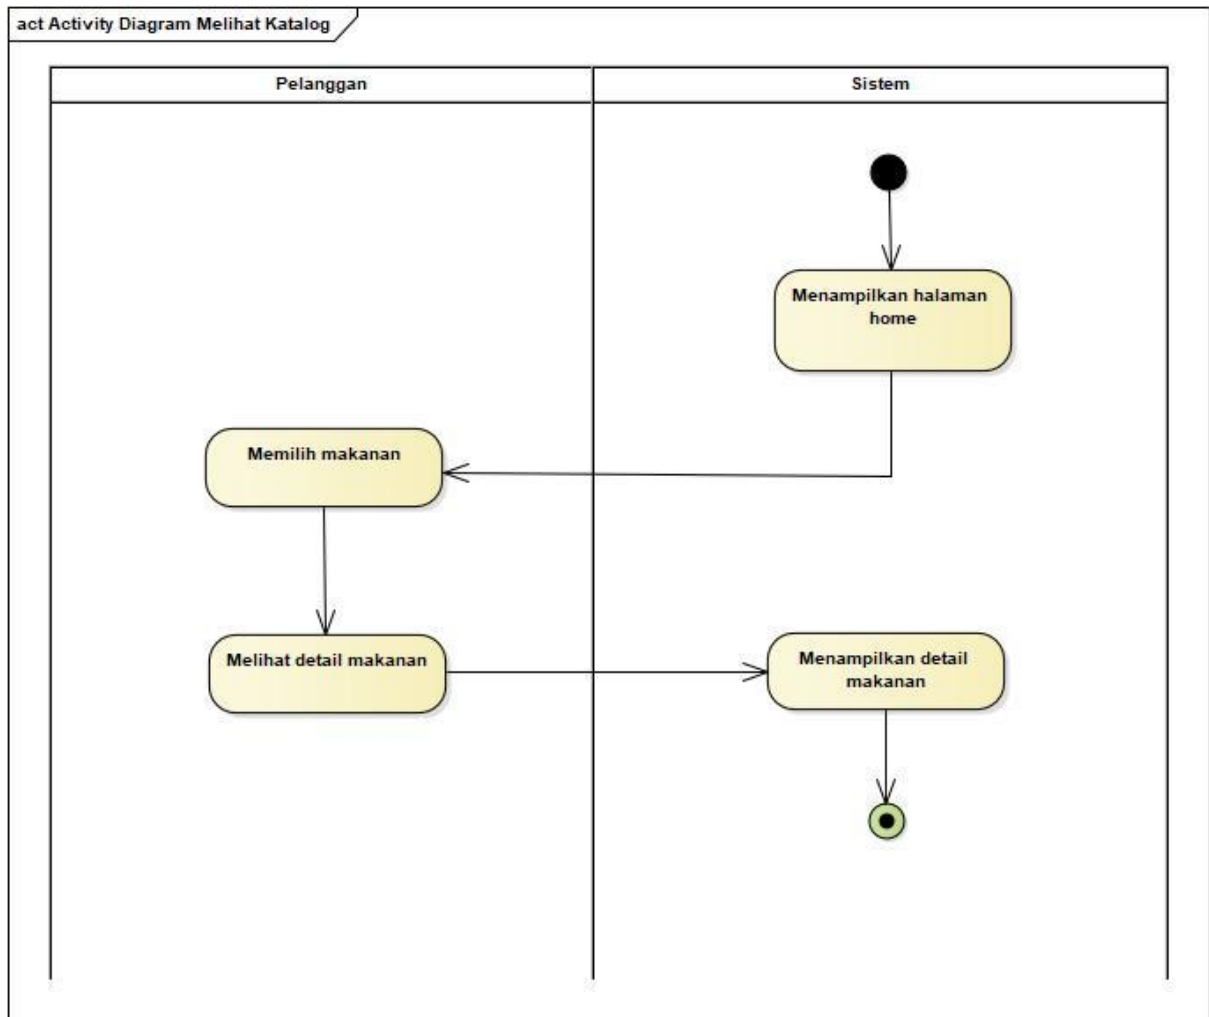 act Activity Diagram Melihat Katalog
Pelanggan
Sistem
Menampilkan halaman
home
Memilih makanan
Melihat detail makanan
Menampilkan detail
makanan